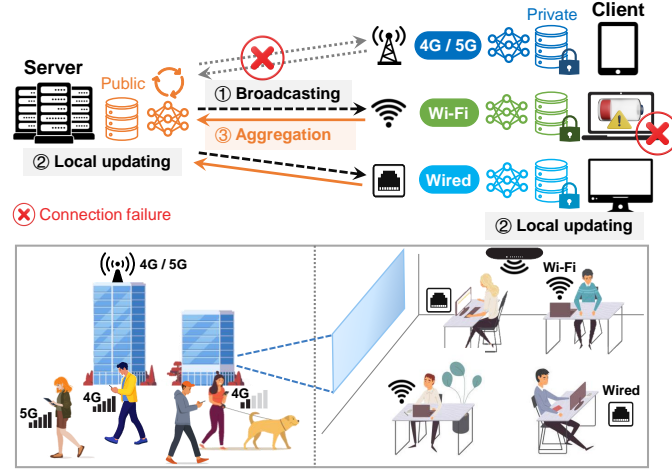 Private
Client
4G / 5G
Server
Public
① Broadcasting
Wi-Fi
③ Aggregation
② Local updating
Wired
Connection failure
② Local updating
4G / 5G
Wi-Fi
5G
4G
4G
Wired